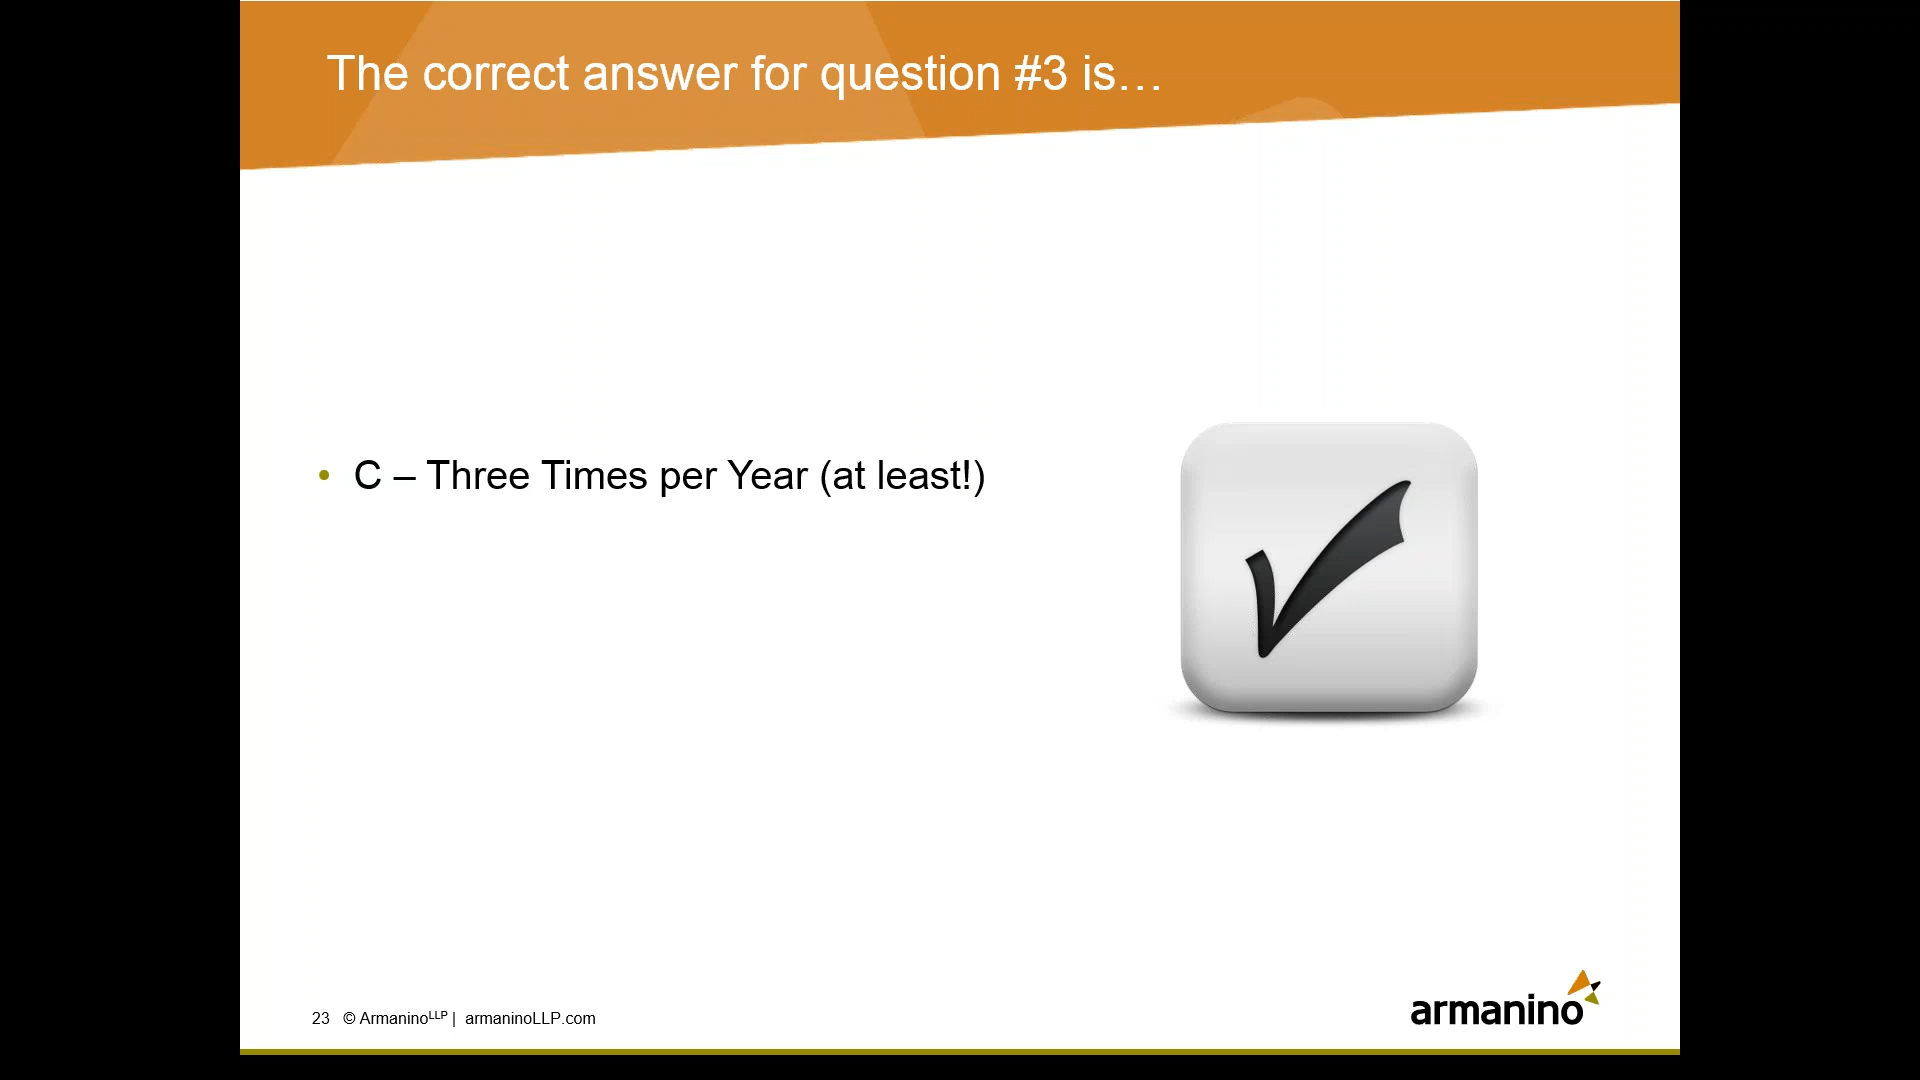 The correct answer for question #3 is…
• C – Three Times per Year (at least!)
23 © ArmaninoLLP | armaninoLLP.com
armanino